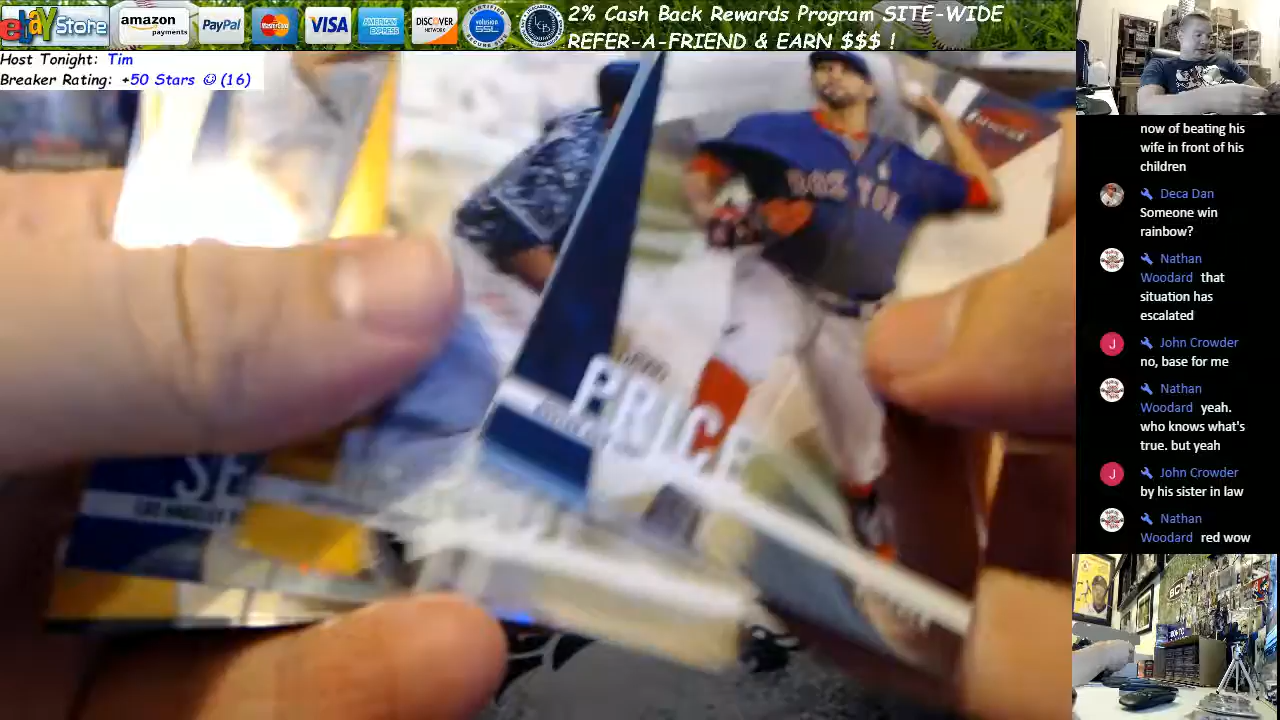 ebay Store
amazon
payments
PayPal
MasterCard
VISA
AMERICAN
EXPRESS
DISCOVER
NETWORK
2% Cash Back Rewards Program SITE-WIDE
REFER-A-FRIEND & EARN $$$ !
Host Tonight: Tim
Breaker Rating: +50 Stars ☺ (16)
PRICE
SE
LOS ANGELES
now of beating his
wife in front of his
children
Deca Dan
Someone win
rainbow?
Nathan
Woodard that
situation has
escalated
J
John Crowder
no, base for me
Nathan
Woodard yeah.
who knows what's
true. but yeah
J
John Crowder
by his sister in law
Nathan
Woodard red wow